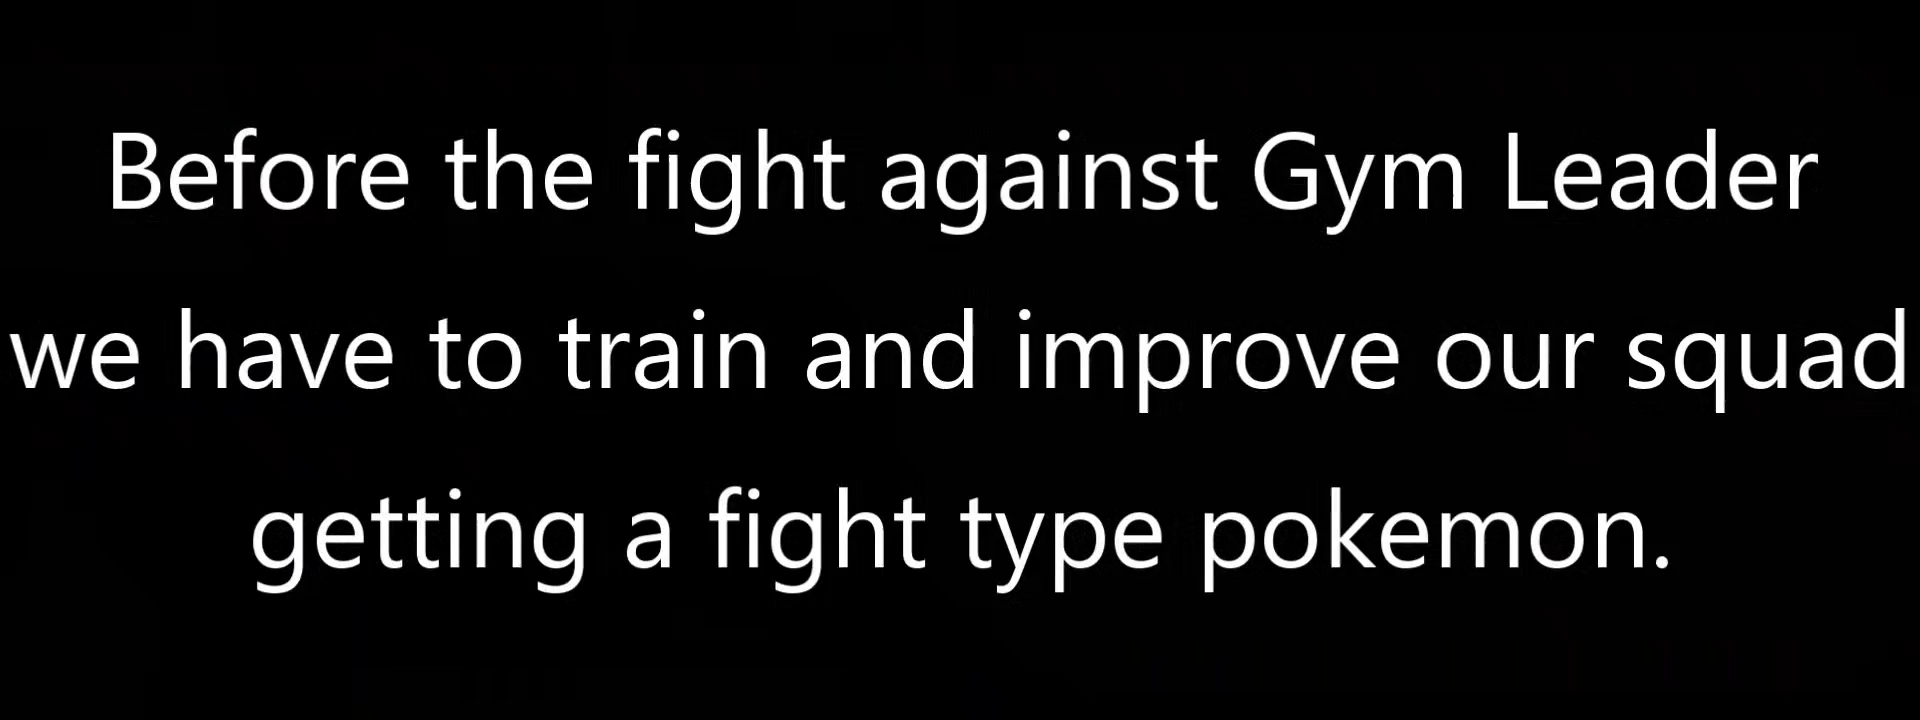 Before the fight against Gym Leader
we have to train and improve our squad
getting a fight type pokemon.